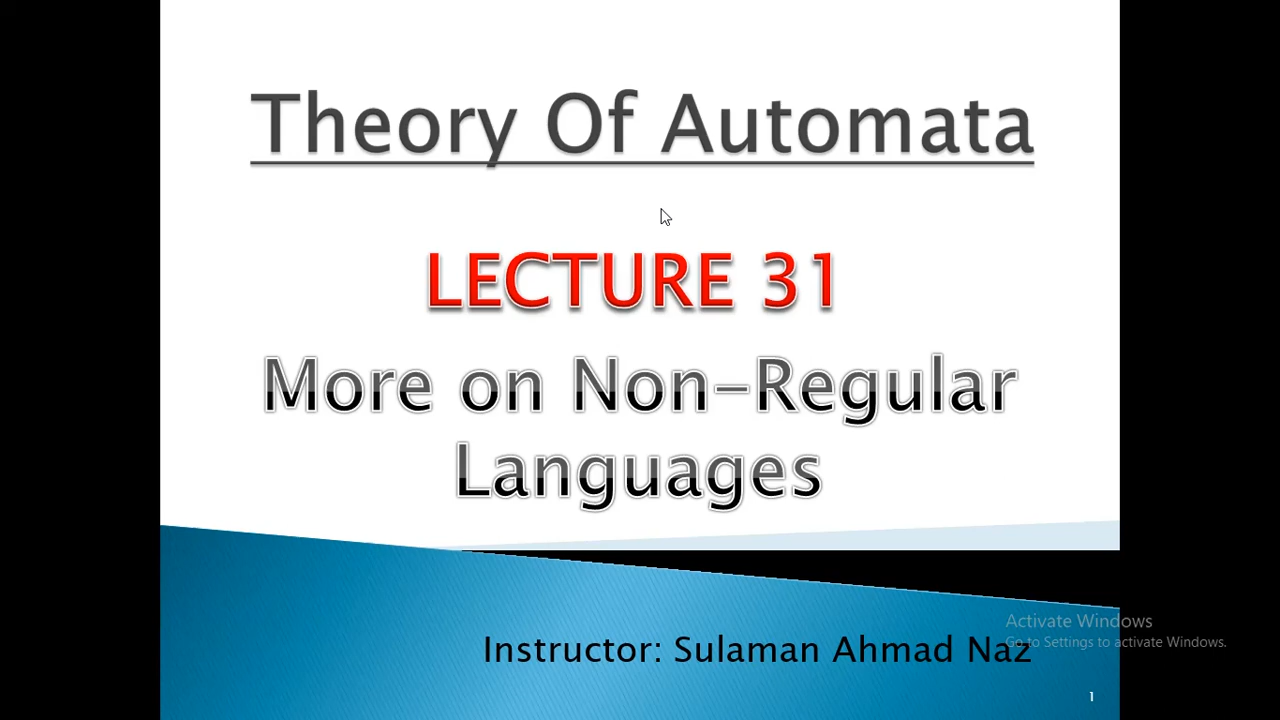 Theory Of Automata
LECTURE 31
More on Non-Regular
Languages
Activate Windows
Go to Settings to activate Windows.
Instructor: Sulaman Ahmad Naz
1